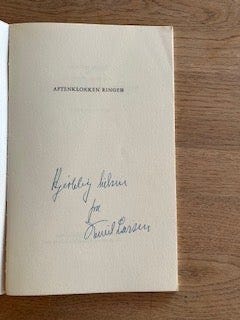 AFTENKLOKKEN RINGER
Hjertelig hilsen
fra
Larsen